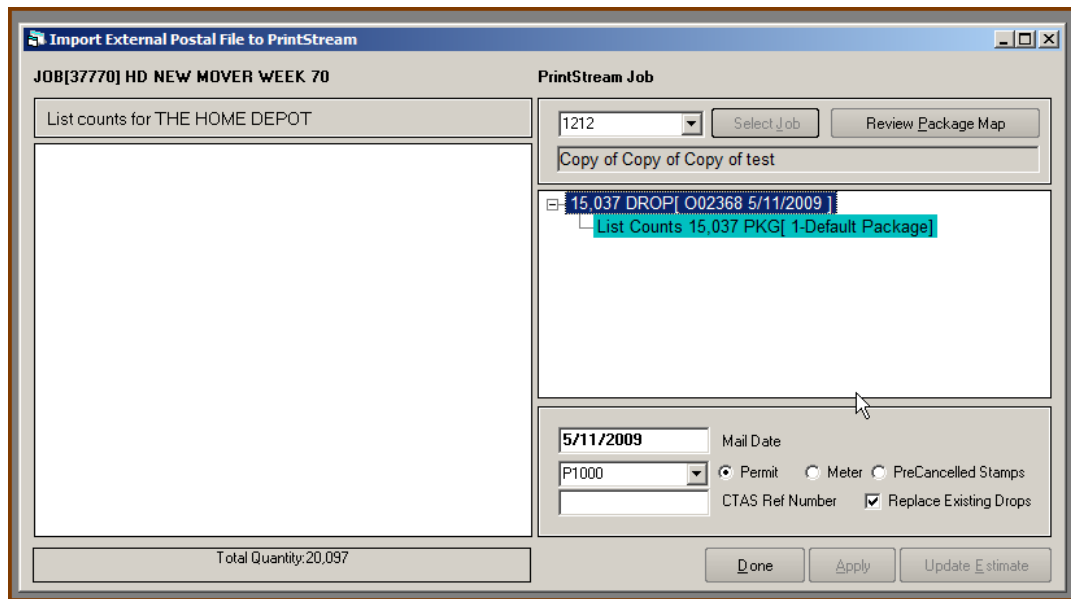 Import External Postal File to PrintStream
JOB[37770] HD NEW MOVER WEEK 70
List counts for THE HOME DEPOT
Total Quantity:20,097
PrintStream Job
1212 Select Job Review Package Map
Copy of Copy of Copy of test
15,037 DROP[ O02368 5/11/2009 ]
List Counts 15,037 PKG[ 1-Default Package]
5/11/2009 Mail Date
P1000 Permit Meter PreCancelled Stamps
CTAS Ref Number Replace Existing Drops
Done Apply Update Estimate